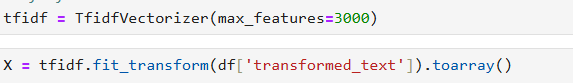 tfidf = TfidfVectorizer(max_features=3000)
X = tfidf.fit_transform(df['transformed_text']).toarray()